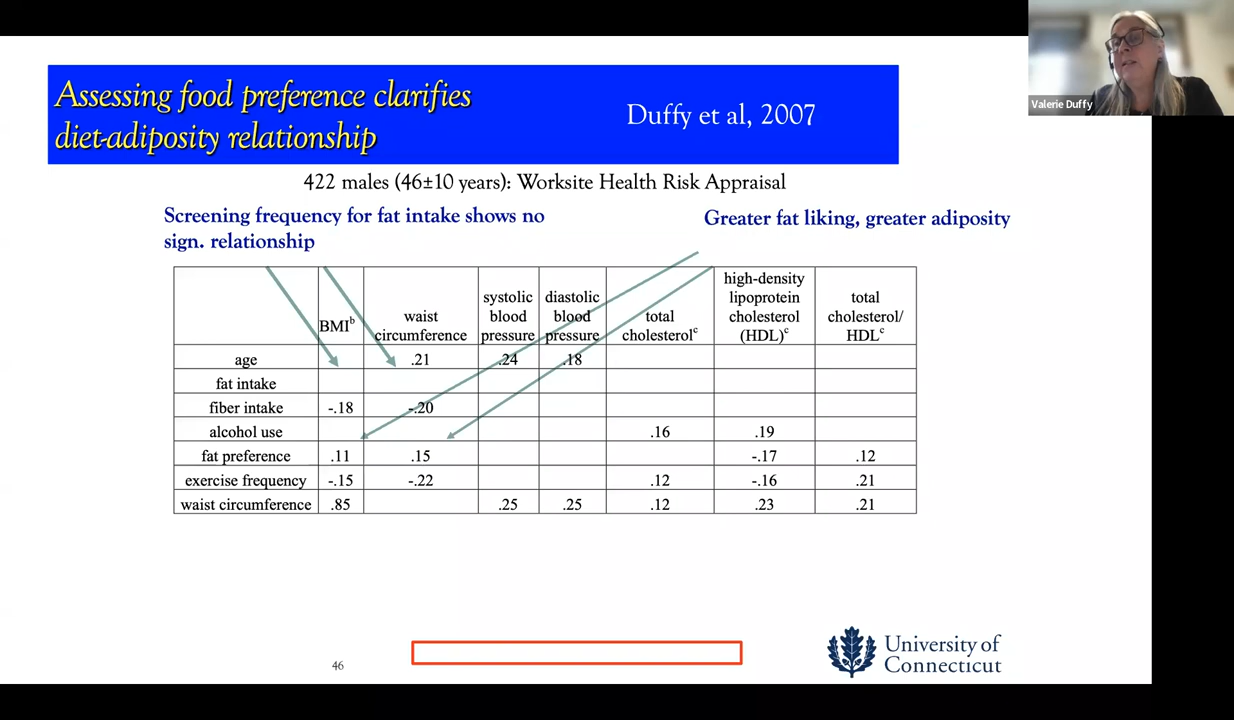 Assessing food preference clarifies
diet-adiposity relationship
Duffy et al, 2007
Valerie Duffy
422 males (46±10 years): Worksite Health Risk Appraisal
Screening frequency for fat intake shows no
sign. relationship
Greater fat liking, greater adiposity
BMIb waist circumference systolic blood pressure diastolic blood pressure total cholesterolc high-density lipoprotein cholesterol (HDL)c total cholesterol/ HDLc
age .21 .24 .18
fat intake
fiber intake -.18 -.20
alcohol use .16 .19
fat preference .11 .15 -.17 .12
exercise frequency -.15 -.22 .12 -.16 .21
waist circumference .85 .25 .25 .12 .23 .21
46
University of
Connecticut